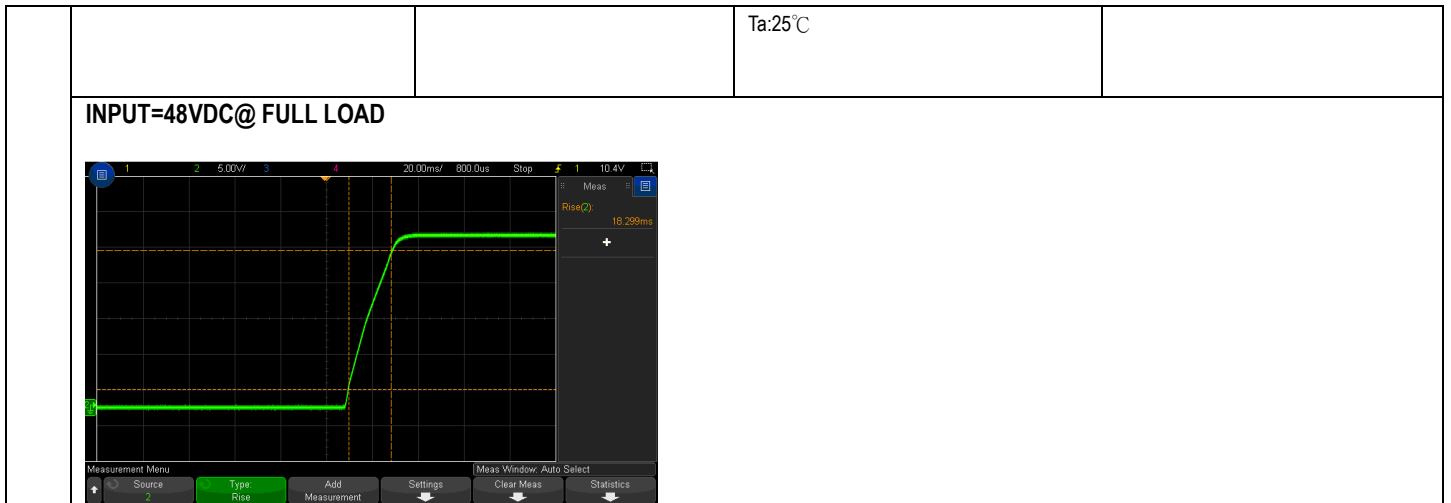 Ta:25℃
INPUT=48VDC@ FULL LOAD
1 2 5.00V/ 3 4 20.00ms/ 800.0us Stop 1 10.4V
Meas
Rise(2):
18.299ms
+
Measurement Menu
Meas Window: Auto Select
Source
2
Type:
Rise
Add
Measurement
Settings
Clear Meas
Statistics